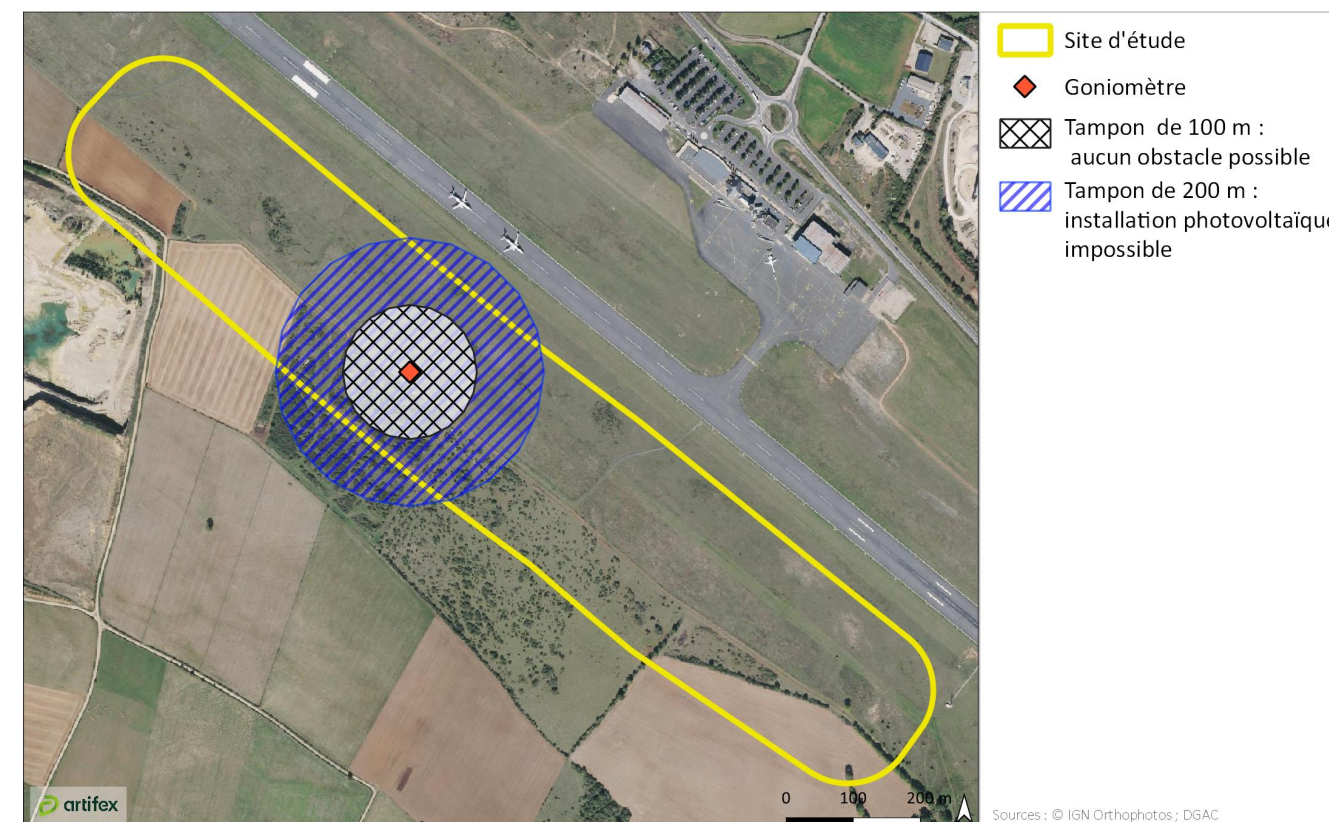 Site d'étude
Goniomètre
Tampon de 100 m :
aucun obstacle possible
Tampon de 200 m :
installation photovoltaïque
impossible
artifex
0 100 200 m
Sources : © IGN Orthophotos ; DGAC